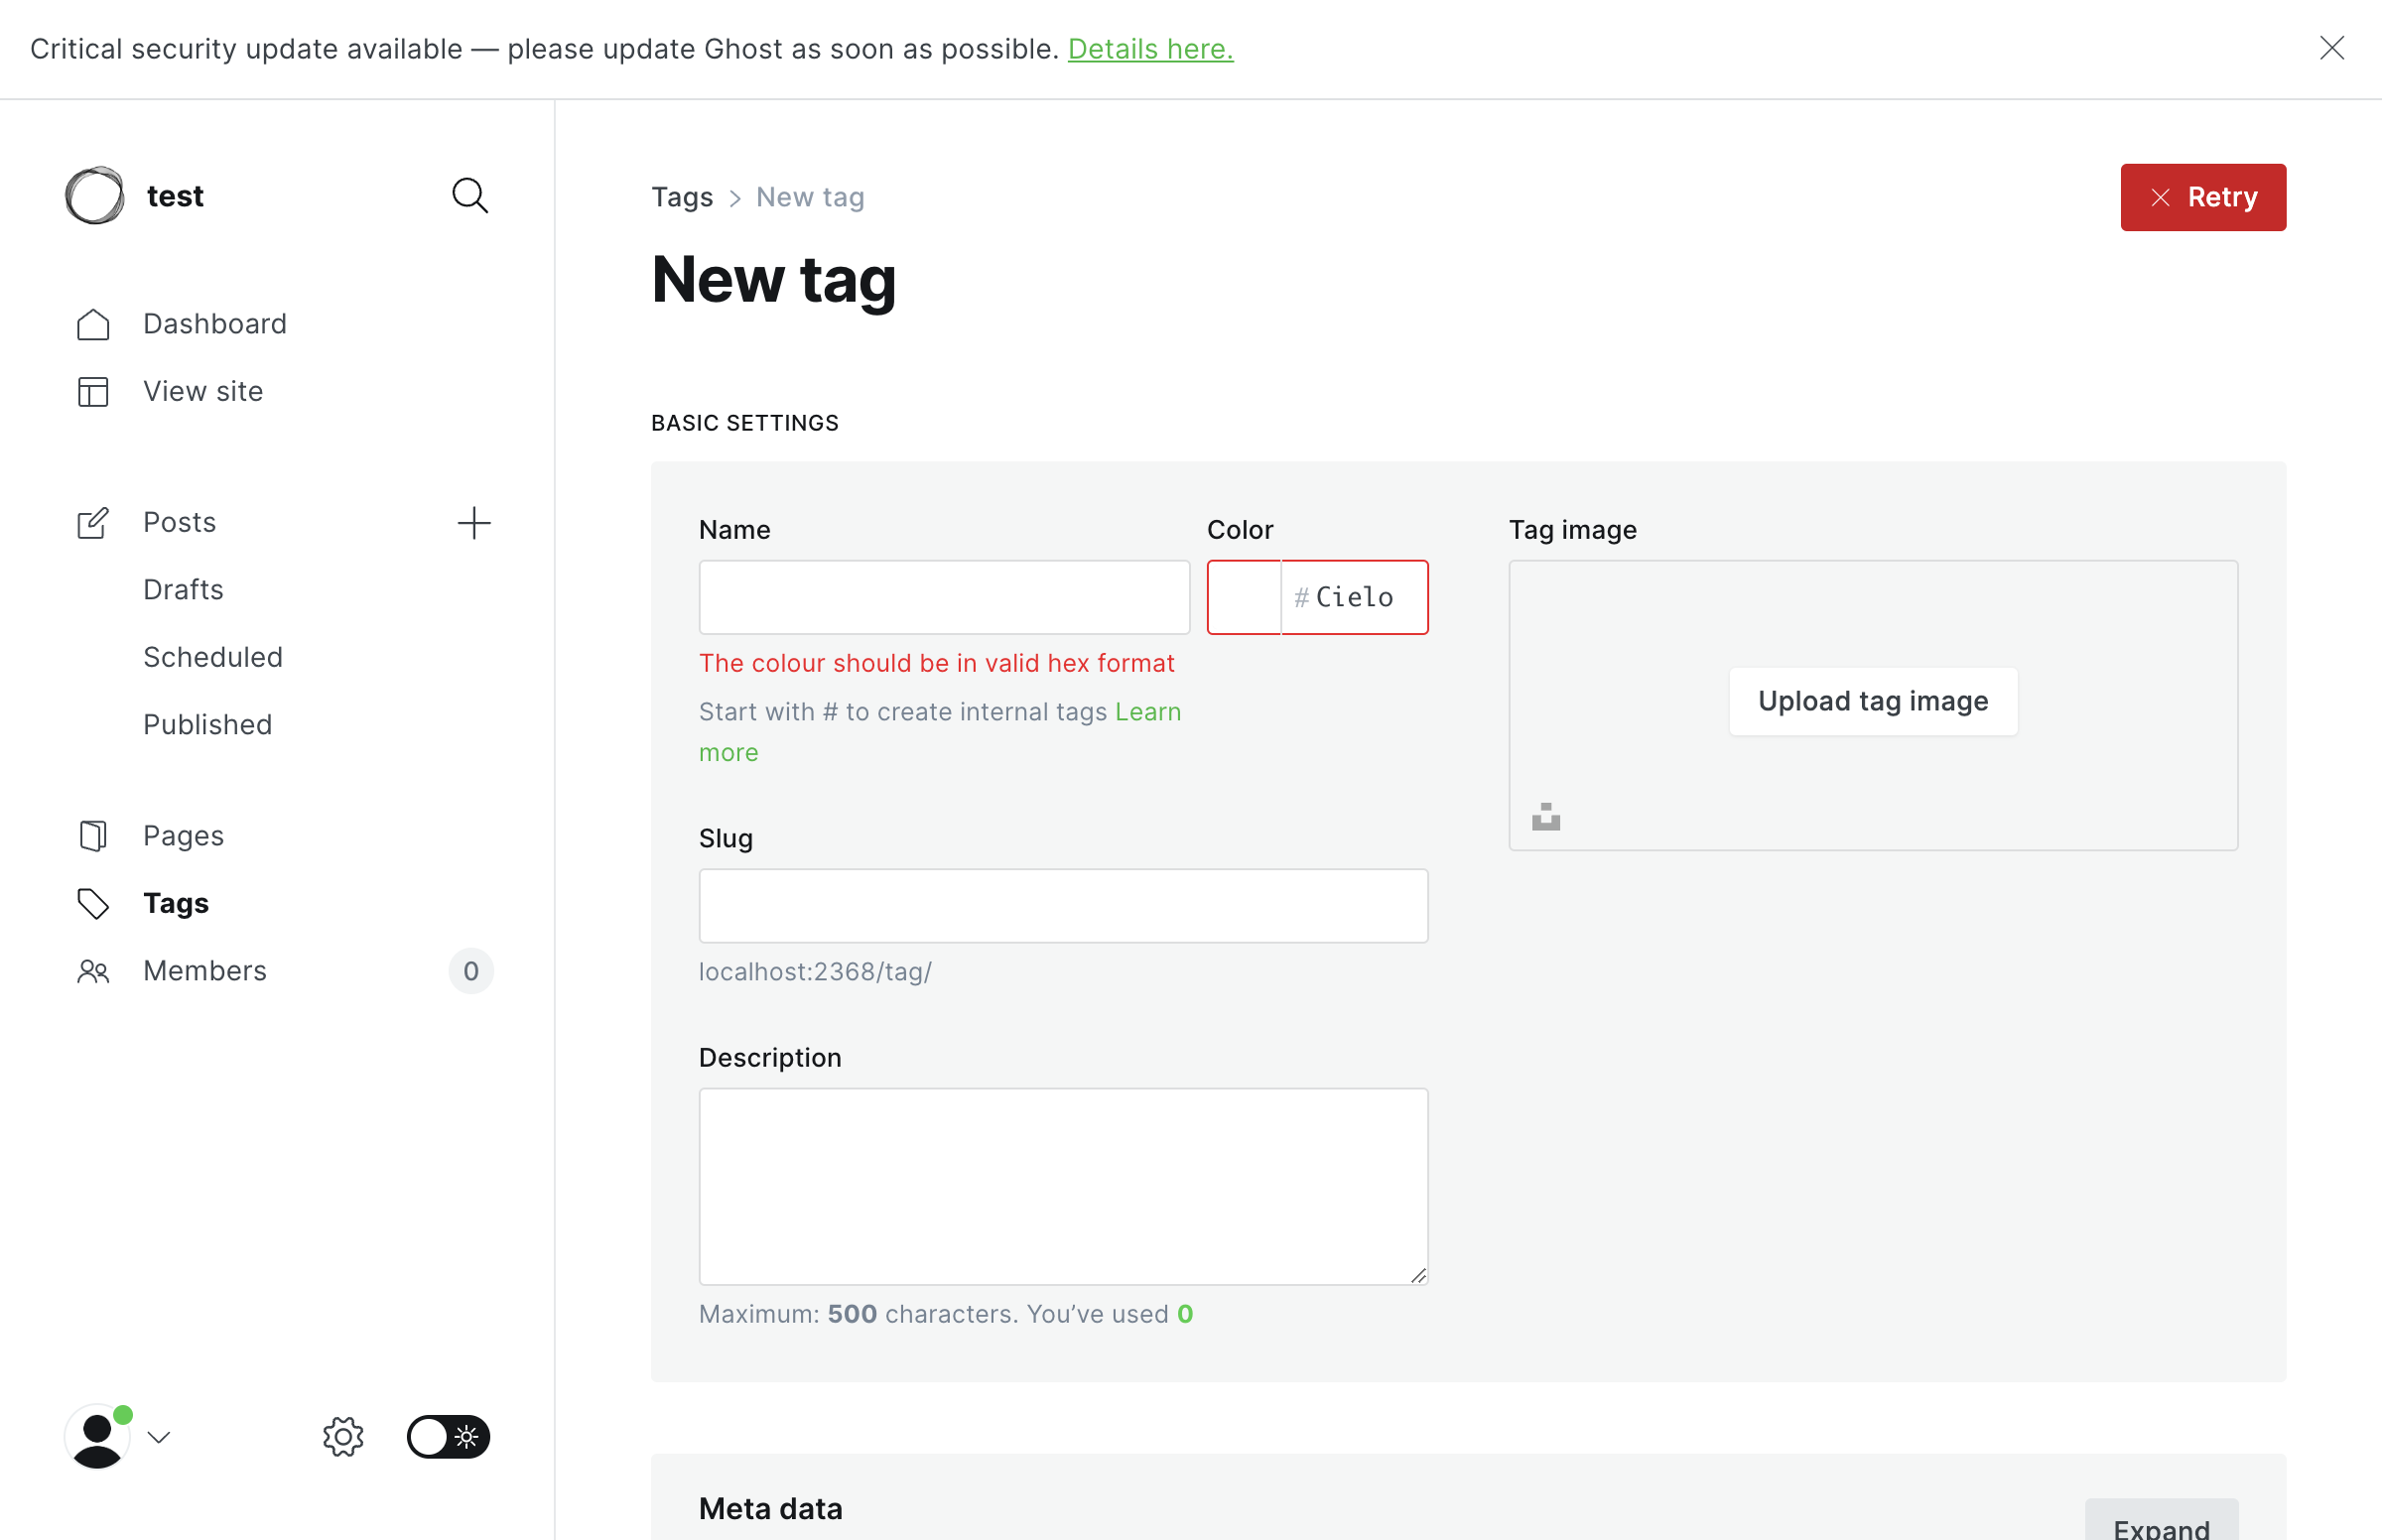 Critical security update available — please update Ghost as soon as possible. Details here.
test
Dashboard
View site
Posts
Drafts
Scheduled
Published
Pages
Tags
Members 0
Tags > New tag
Retry
New tag
BASIC SETTINGS
Name
Color
# Cielo
The colour should be in valid hex format
Start with # to create internal tags Learn
more
Slug
localhost:2368/tag/
Description
Maximum: 500 characters. You’ve used 0
Tag image
Upload tag image
Meta data
Expand